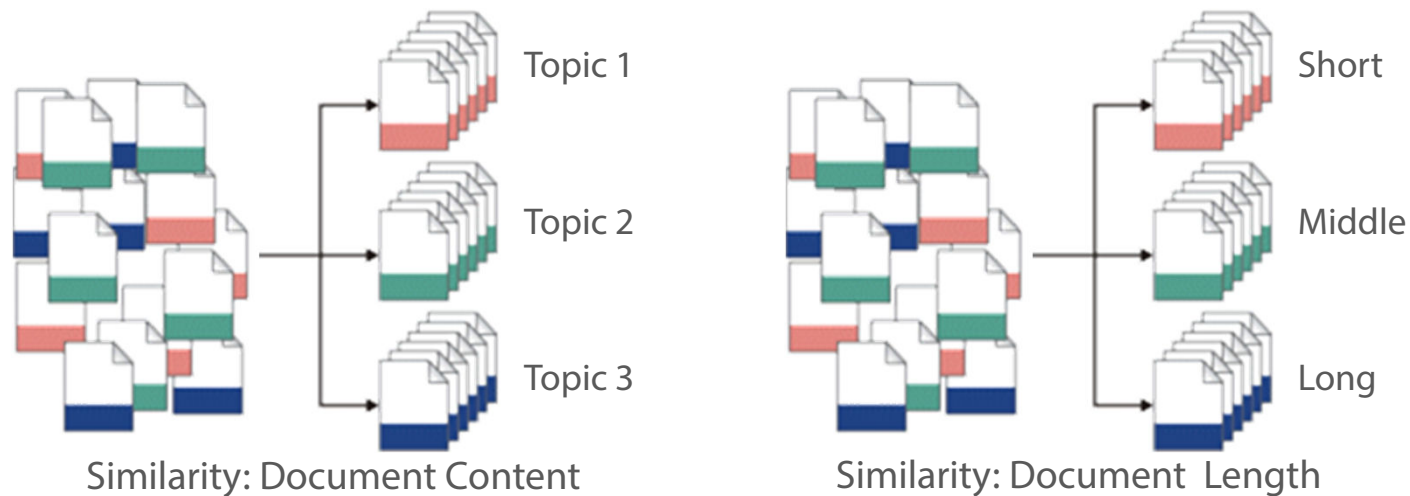 Topic 1
Topic 2
Topic 3
Similarity: Document Content
Short
Middle
Long
Similarity: Document Length